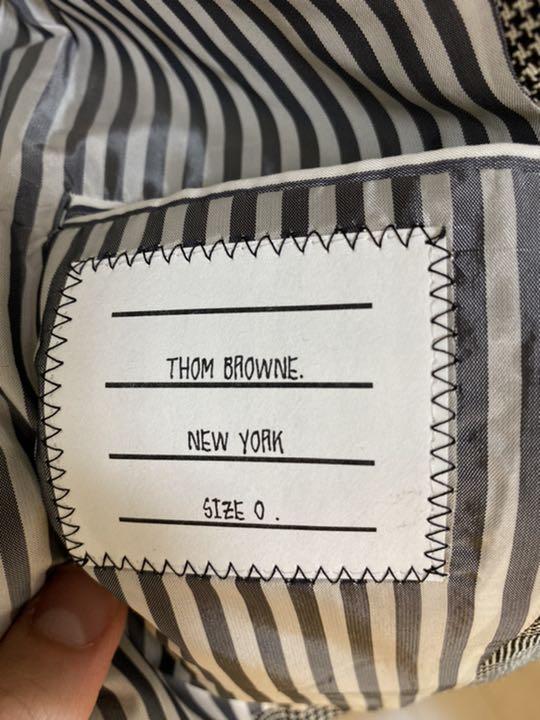 THOM BROWNE.
NEW YORK
SIZE 0 .